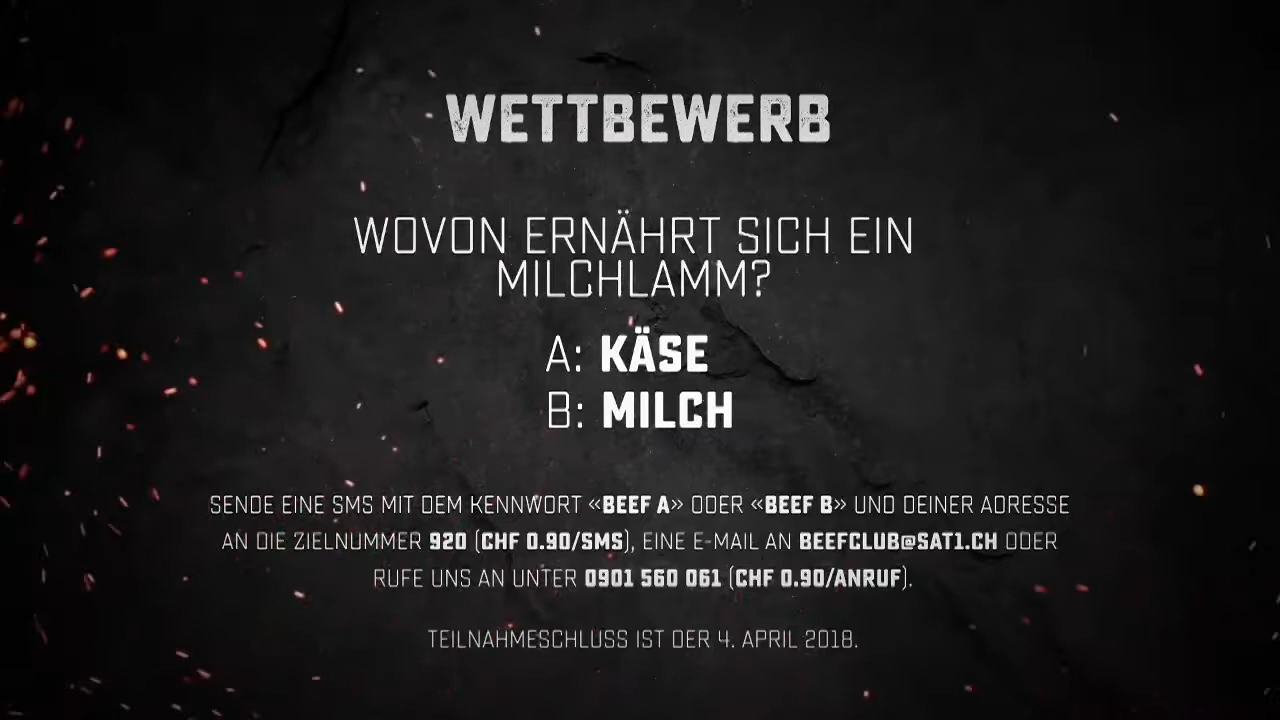 WETTBEWERB
WOVON ERNÄHRT SICH EIN
MILCHLAMM?
A: KÄSE
B: MILCH
SENDE EINE SMS MIT DEM KENNWORT «BEEF A» ODER «BEEF B» UND DEINER ADRESSE
AN DIE ZIELNUMMER 920 (CHF 0.90/SMS), EINE E-MAIL AN BEEFCLUB@SAT1.CH ODER
RUFE UNS AN UNTER 0901 560 061 (CHF 0.90/ANRUF).
TEILNAHMESCHLUSS IST DER 4. APRIL 2018.